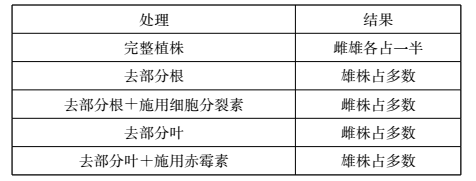 处理 结果
完整植株 雌雄各占一半
去部分根 雄株占多数
去部分根＋施用细胞分裂素 雌株占多数
去部分叶 雌株占多数
去部分叶＋施用赤霉素 雄株占多数